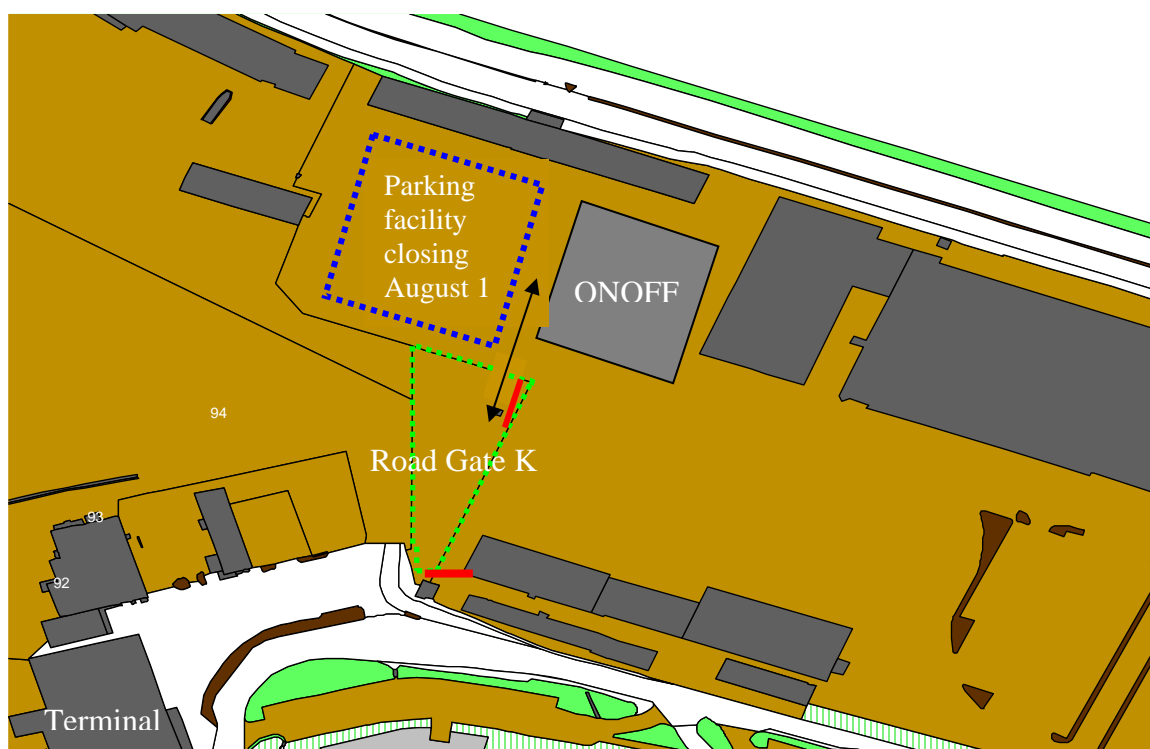 Parking
facility
closing
August 1
ONOFF
94
Road Gate K
93
92
Terminal